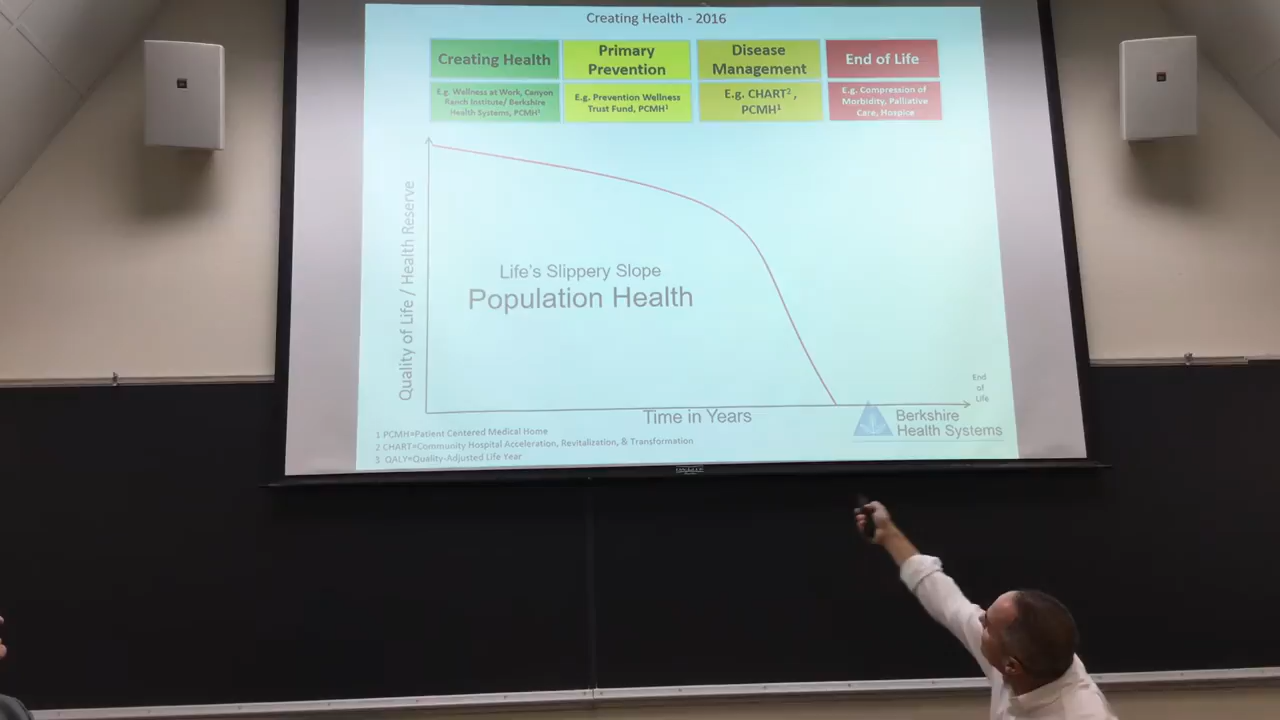 Creating Health - 2016
Creating Health
Primary
Prevention
Disease
Management
End of Life
E.g. Wellness at Work, Canyon
Ranch Institute/ Berkshire
Health Systems, PCMH¹
E.g. Prevention Wellness
Trust Fund, PCMH¹
E.g. CHART²,
PCMH¹
E.g. Compression of
Morbidity, Palliative
Care, Hospice
Quality of Life / Health Reserve
Life's Slippery Slope
Population Health
End
of
Life
Time in Years
Berkshire
Health Systems
1 PCMH=Patient Centered Medical Home
2 CHART=Community Hospital Acceleration, Revitalization, & Transformation
3 QALY=Quality-Adjusted Life Year